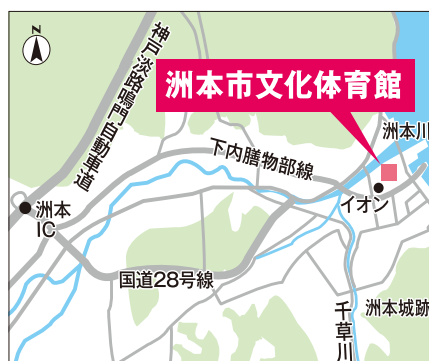 N
神戸淡路鳴門自動車道
洲本市文化体育館
洲本川
下内膳物部線
イオン
洲本
IC
国道28号線
千草川
洲本城跡